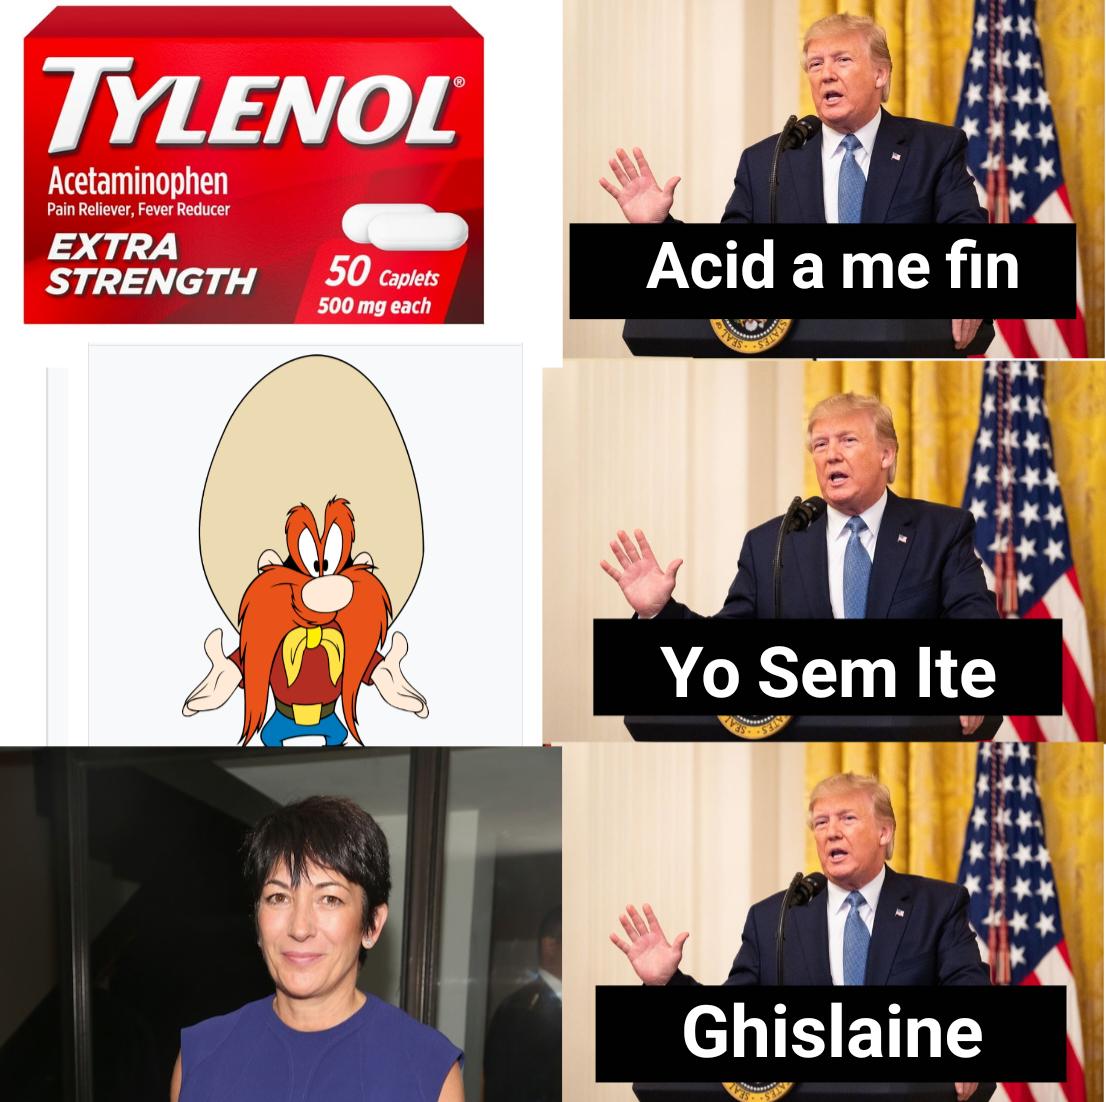 TYLENOL®
Acetaminophen
Pain Reliever, Fever Reducer
EXTRA
STRENGTH
50 Caplets
500 mg each
Acid a me fin
Yo Sem Ite
Ghislaine